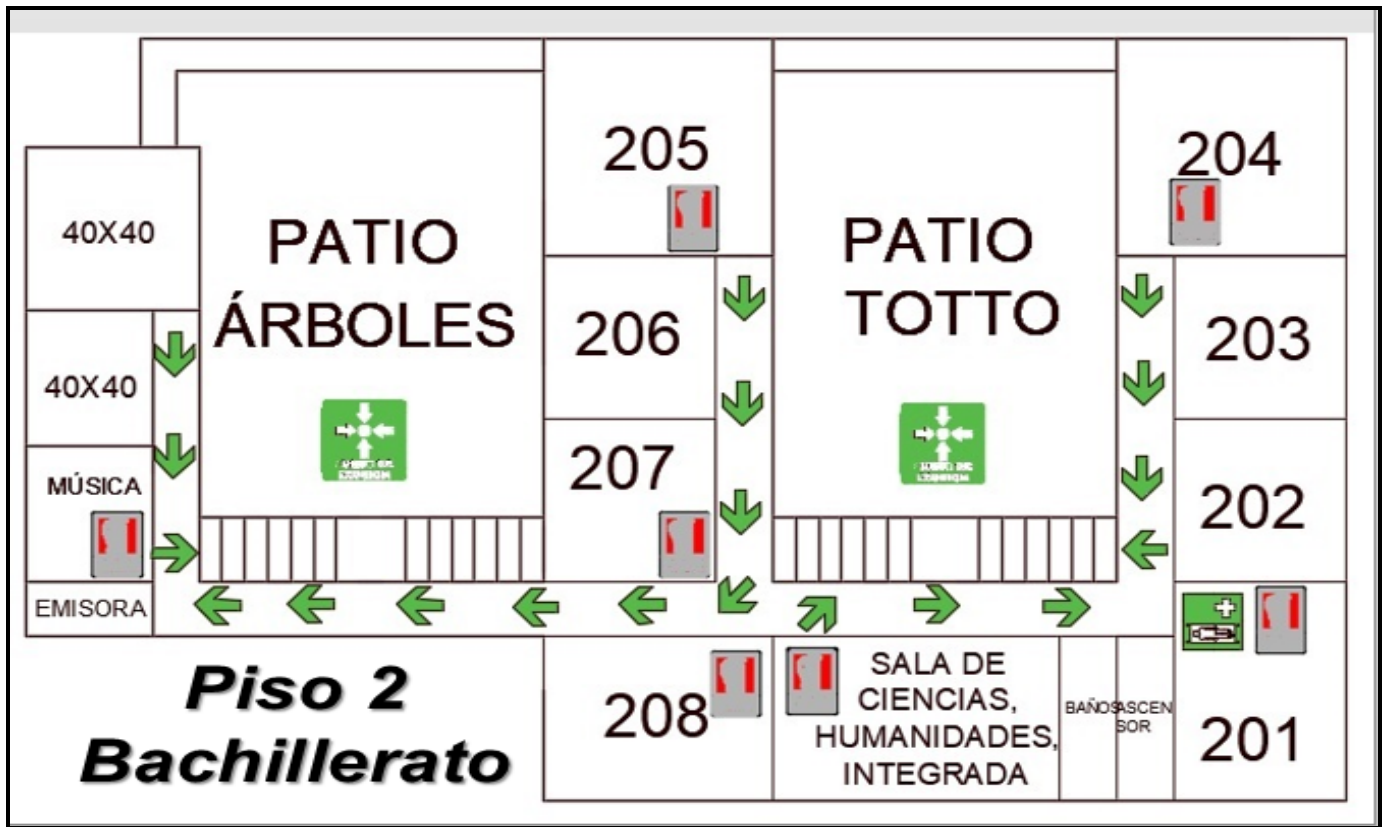 205
204
40X40
PATIO
ÁRBOLES
PATIO
TOTTO
206
203
40X40
207
MÚSICA
202
EMISORA
Piso 2
Bachillerato
208
SALA DE
CIENCIAS,
HUMANIDADES,
INTEGRADA
BAÑOS
ASCEN
SOR
201